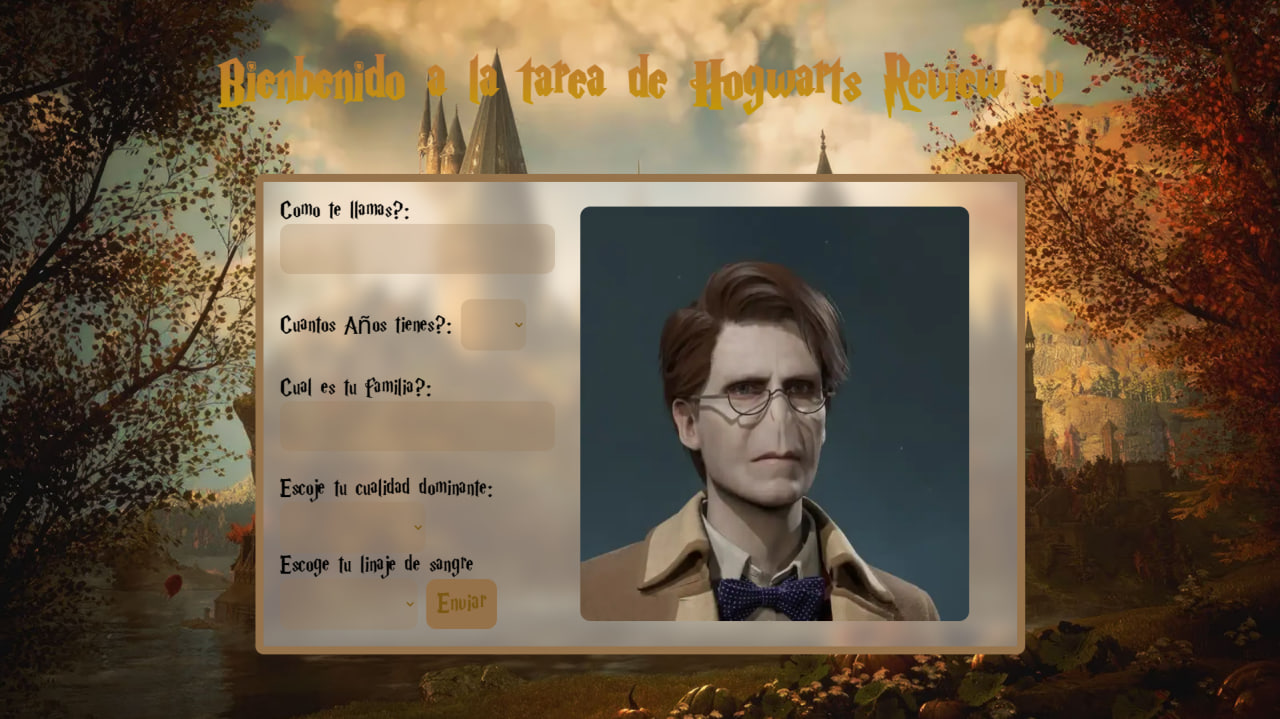 Bienbenido a la tarea de Hogwarts Review :v
Como te llamas?:
Cuantos Años tienes?:
Cual es tu familia?:
Escoje tu cualidad dominante:
Escoge tu linaje de sangre
Enviar